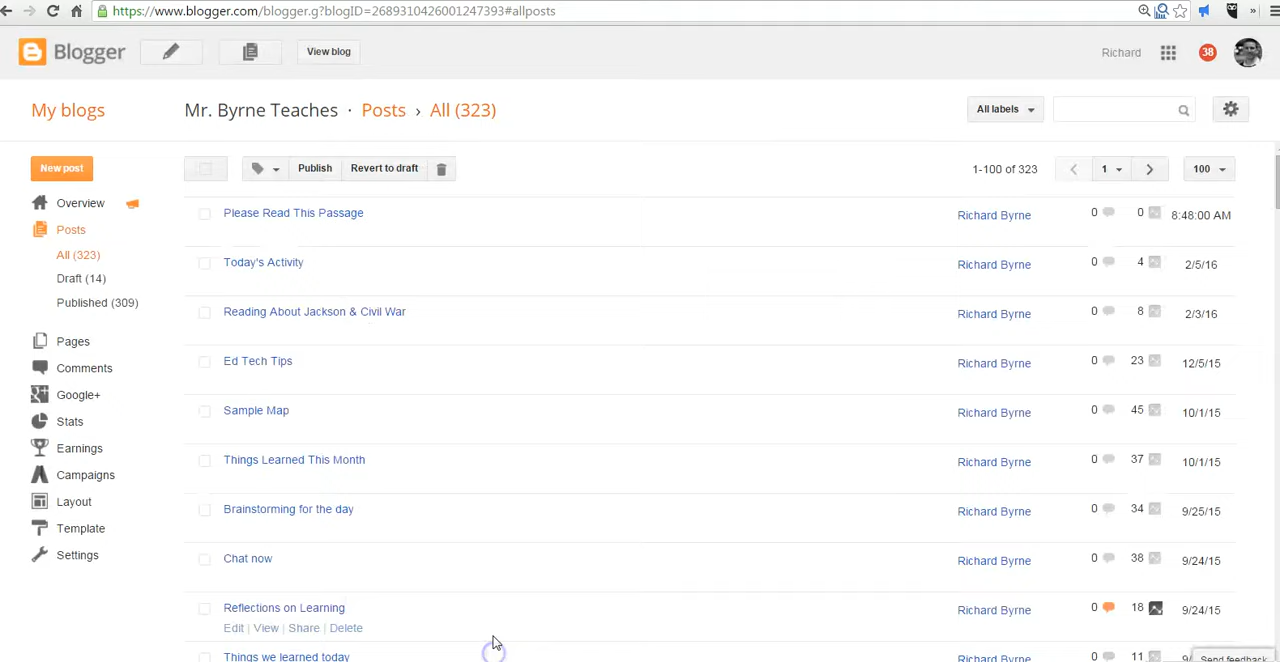 https://www.blogger.com/blogger.g?blogID=2689310426001247393#allposts
»
Blogger
View blog
Richard
38
My blogs
Mr. Byrne Teaches · Posts › All (323)
All labels
New post
Publish
Revert to draft
1-100 of 323
1
100
Overview
Posts
All (323)
Draft (14)
Published (309)
Pages
Comments
Google+
Stats
Earnings
Campaigns
Layout
Template
Settings
Please Read This Passage Richard Byrne 0 0 8:48:00 AM
Today's Activity Richard Byrne 0 4 2/5/16
Reading About Jackson & Civil War Richard Byrne 0 8 2/3/16
Ed Tech Tips Richard Byrne 0 23 12/5/15
Sample Map Richard Byrne 0 45 10/1/15
Things Learned This Month Richard Byrne 0 37 10/1/15
Brainstorming for the day Richard Byrne 0 34 9/25/15
Chat now Richard Byrne 0 38 9/24/15
Reflections on Learning Richard Byrne 0 18 9/24/15
Edit | View | Share | Delete
Things we learned today Richard Byrne 0 11
Send feedback